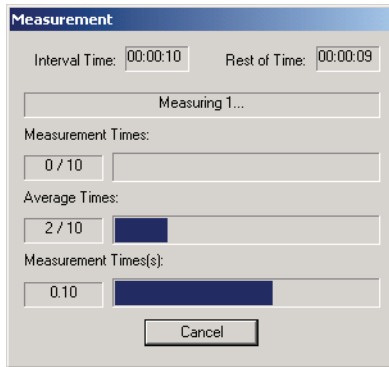 Measurement
Interval Time: 00:00:10 Rest of Time: 00:00:09
Measuring 1...
Measurement Times:
0 / 10
Average Times:
2 / 10
Measurement Times(s):
0.10
Cancel